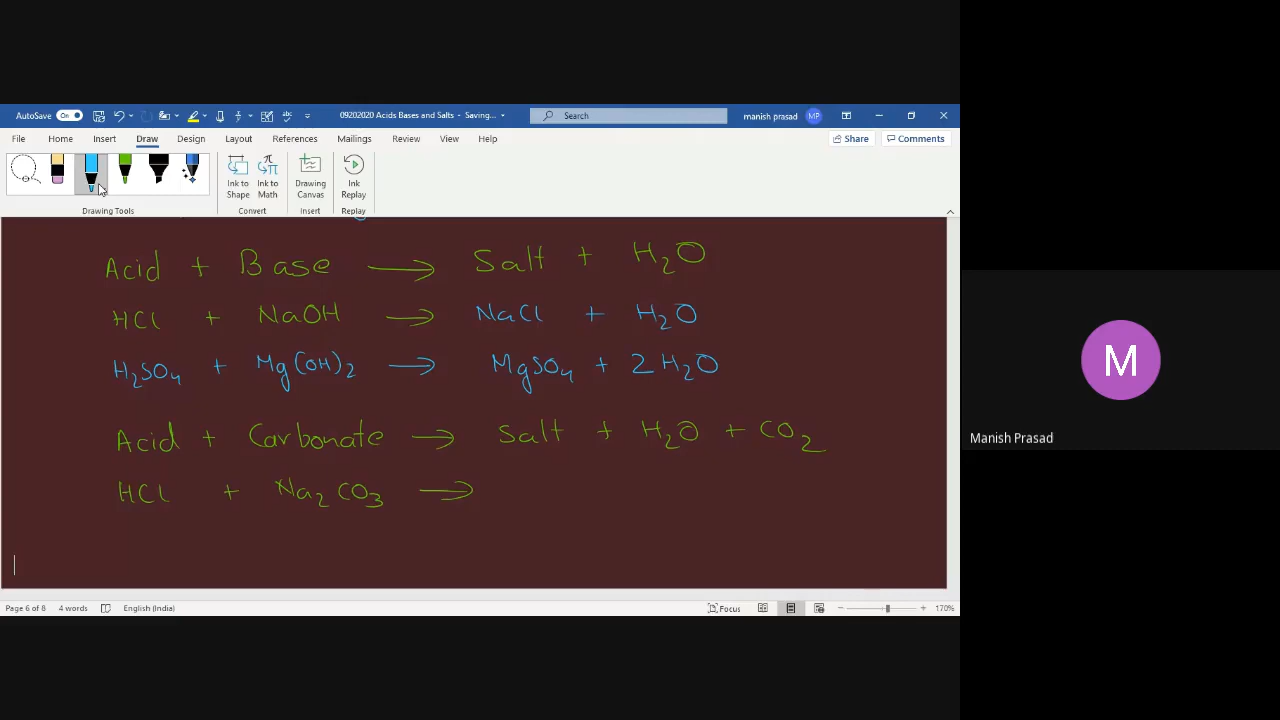 AutoSave On 09202020 Acids Bases and Salts - Saving... Search manish prasad MP
File Home Insert Draw Design Layout References Mailings Review View Help Share Comments
Ink to Shape Ink to Math Drawing Canvas Ink Replay
Drawing Tools Convert Insert Replay
Acid + Base → Salt + H₂O
HCl + NaOH → NaCl + H₂O
H₂SO₄ + Mg(OH)₂ → MgSO₄ + 2H₂O
Acid + Carbonate → Salt + H₂O + CO₂
HCl + Na₂CO₃ →
Page 6 of 8 4 words English (India) Focus 170%
M
Manish Prasad